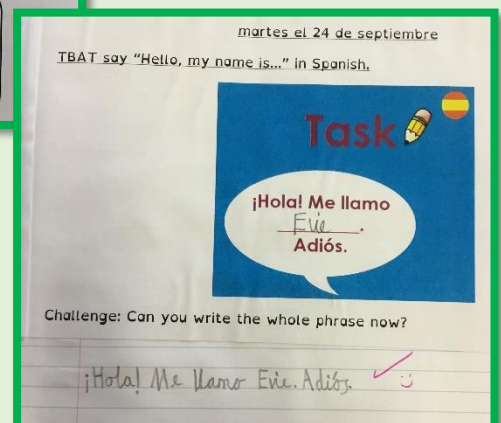 martes el 24 de septiembre
TBAT say "Hello, my name is..." in Spanish.
Task
¡Hola! Me llamo
Evie.
Adiós.
Challenge: Can you write the whole phrase now?
¡Hola! Me llamo Evie. Adiós.